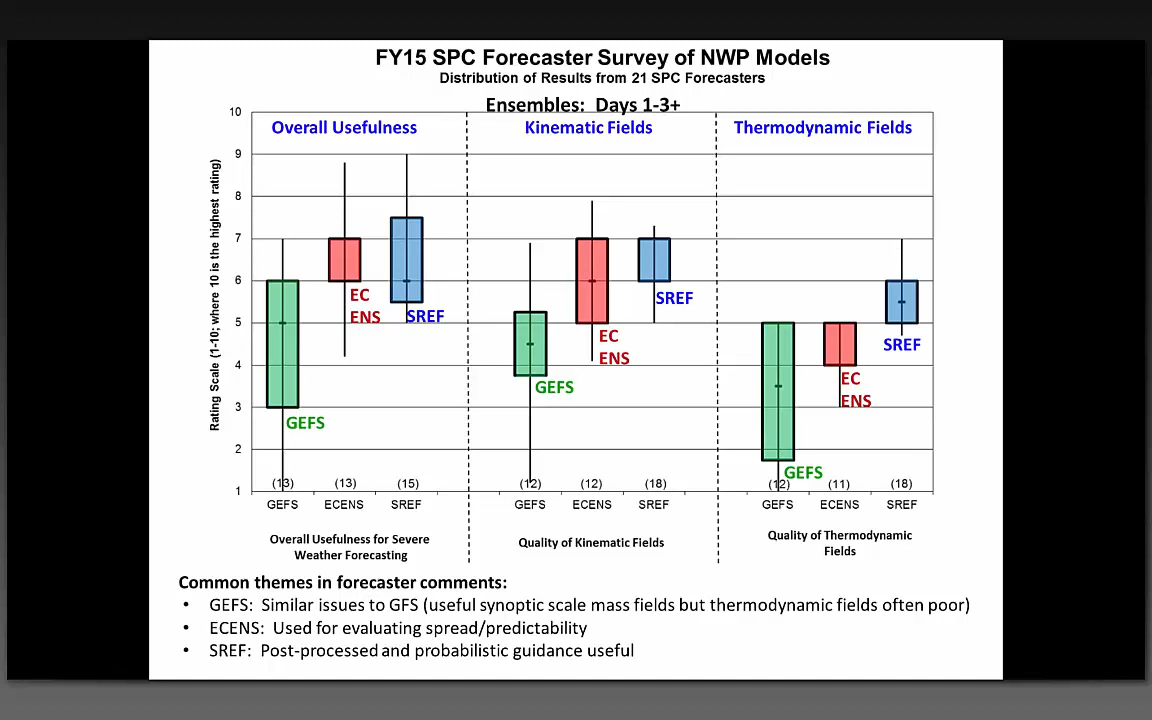 FY15 SPC Forecaster Survey of NWP Models
Distribution of Results from 21 SPC Forecasters
Ensembles: Days 1-3+
Overall Usefulness
Kinematic Fields
Thermodynamic Fields
Rating Scale (1-10; where 10 is the highest rating)
10
9
8
7
6
5
4
3
2
1
GEFS
EC
ENS
SREF
GEFS
EC
ENS
SREF
GEFS
EC
ENS
SREF
(13) (13) (15) (12) (12) (18) (12) (11) (18)
GEFS ECENS SREF GEFS ECENS SREF GEFS ECENS SREF
Overall Usefulness for Severe
Weather Forecasting
Quality of Kinematic Fields
Quality of Thermodynamic
Fields
Common themes in forecaster comments:
• GEFS: Similar issues to GFS (useful synoptic scale mass fields but thermodynamic fields often poor)
• ECENS: Used for evaluating spread/predictability
• SREF: Post-processed and probabilistic guidance useful